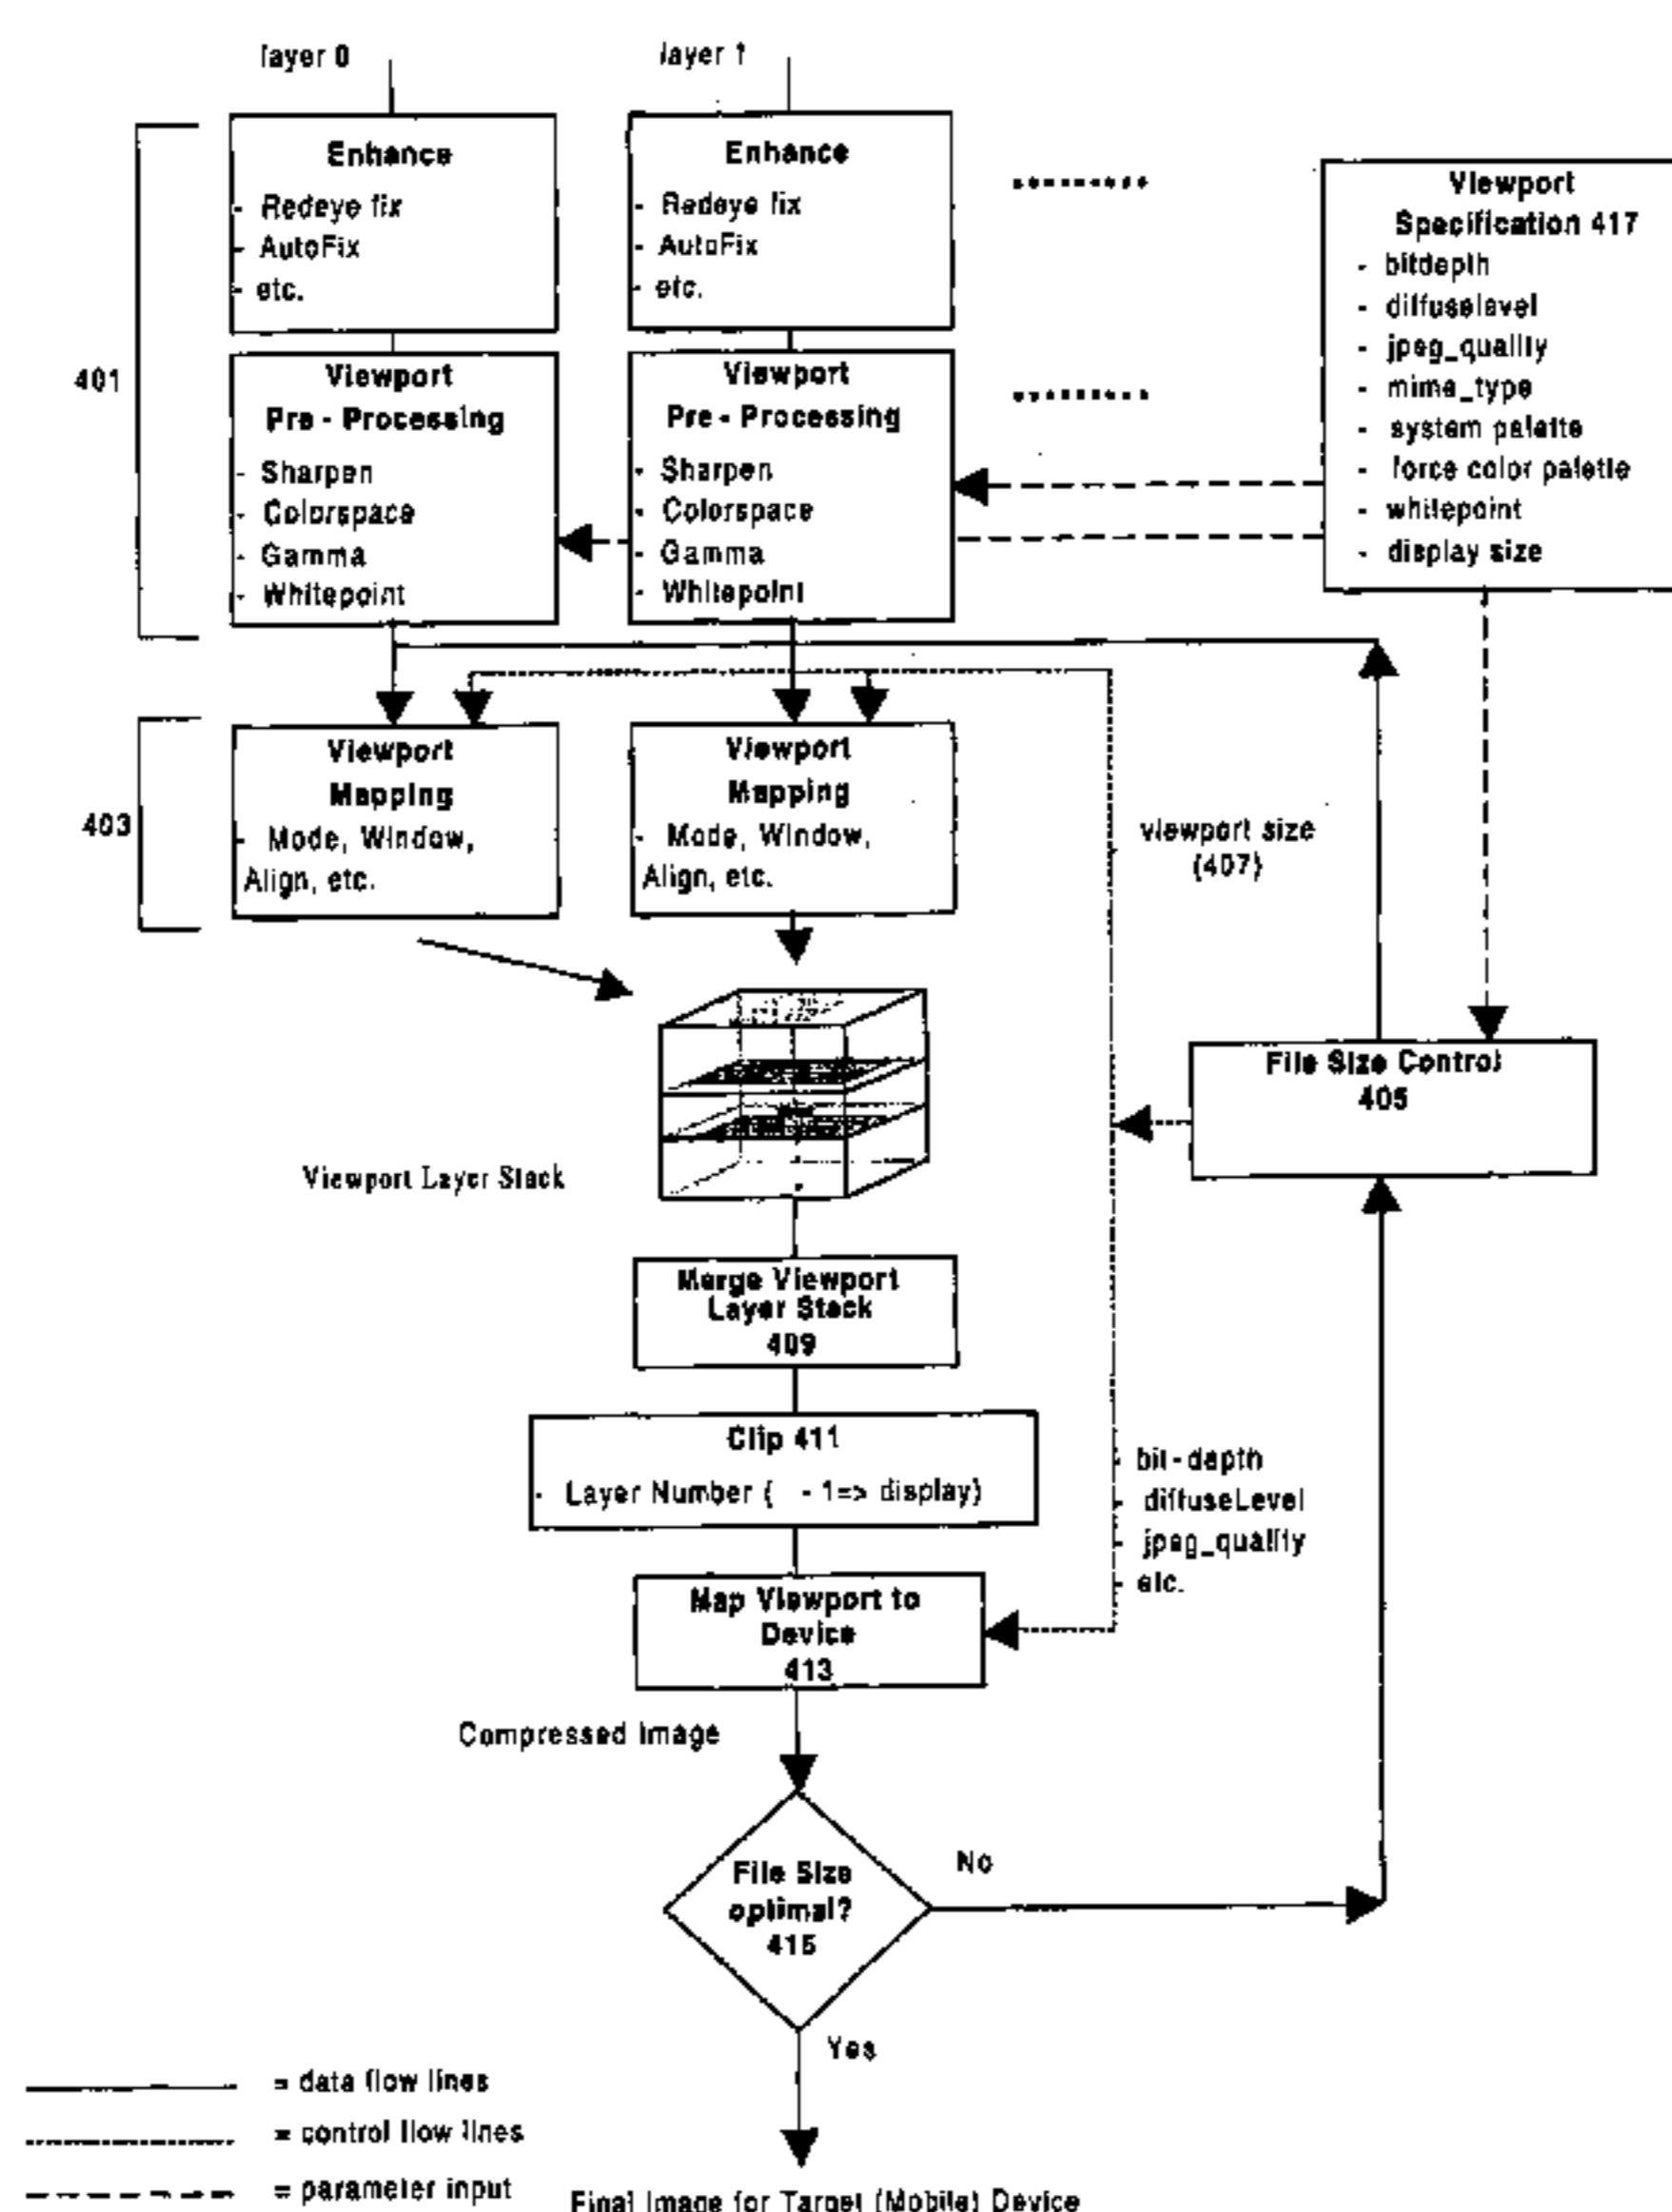 layer 0
layer 1
Enhance
- Redeye fix
- AutoFix
- etc.
Enhance
- Redeye fix
- AutoFix
- etc.
Viewport
Specification 417
- bitdepth
- diffuselevel
- jpeg_quality
- mime_type
- system palette
- force color palette
- whitepoint
- display size
401
Viewport
Pre - Processing
- Sharpen
- Colorspace
- Gamma
- Whitepoint
Viewport
Pre - Processing
- Sharpen
- Colorspace
- Gamma
- Whitepoint
403
Viewport
Mapping
- Mode, Window,
Align, etc.
Viewport
Mapping
- Mode, Window,
Align, etc.
viewport size
(407)
File Size Control
405
Viewport Layer Stack
Merge Viewport
Layer Stack
409
Clip 411
- Layer Number ( - 1=> display)
- bit-depth
- diffuseLevel
- jpeg_quality
- etc.
Map Viewport to
Device
413
Compressed Image
File Size
optimal?
415
No
Yes
= data flow lines
= control flow lines
= parameter input
Final Image for Target (Mobile) Device